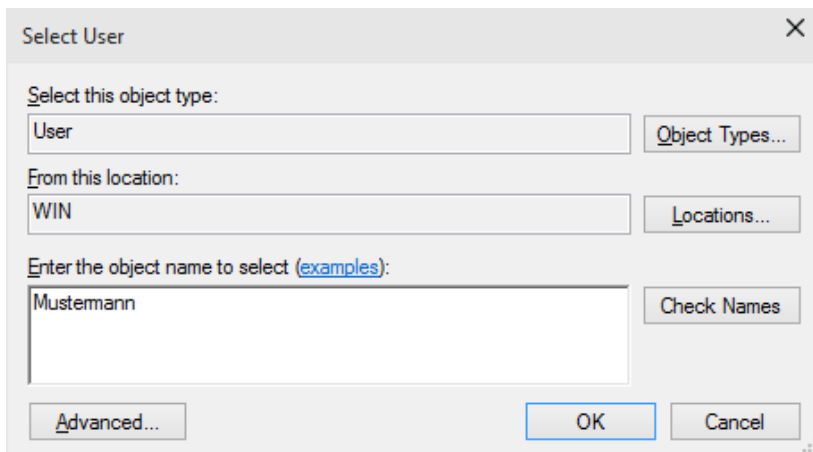 Select User
Select this object type:
User
Object Types...
From this location:
WIN
Locations...
Enter the object name to select (examples):
Mustermann
Check Names
Advanced...
OK
Cancel